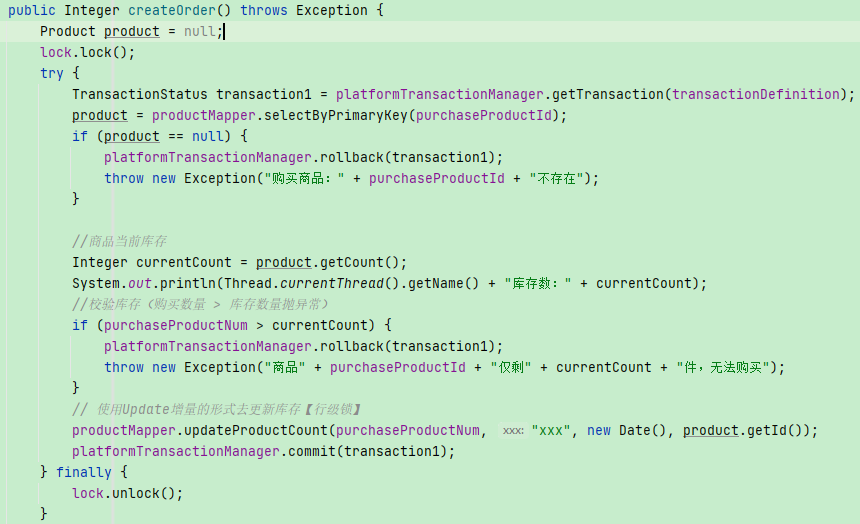 public Integer createOrder() throws Exception {
Product product = null;
lock.lock();
try {
TransactionStatus transaction1 = platformTransactionManager.getTransaction(transactionDefinition);
product = productMapper.selectByPrimaryKey(purchaseProductId);
if (product == null) {
platformTransactionManager.rollback(transaction1);
throw new Exception("购买商品：" + purchaseProductId + "不存在");
}
//商品当前库存
Integer currentCount = product.getCount();
System.out.println(Thread.currentThread().getName() + "库存数：" + currentCount);
//校验库存（购买数量 > 库存数量抛异常）
if (purchaseProductNum > currentCount) {
platformTransactionManager.rollback(transaction1);
throw new Exception("商品" + purchaseProductId + "仅剩" + currentCount + "件，无法购买");
}
// 使用Update增量的形式去更新库存【行级锁】
productMapper.updateProductCount(purchaseProductNum, xxx: "xxx", new Date(), product.getId());
platformTransactionManager.commit(transaction1);
} finally {
lock.unlock();
}